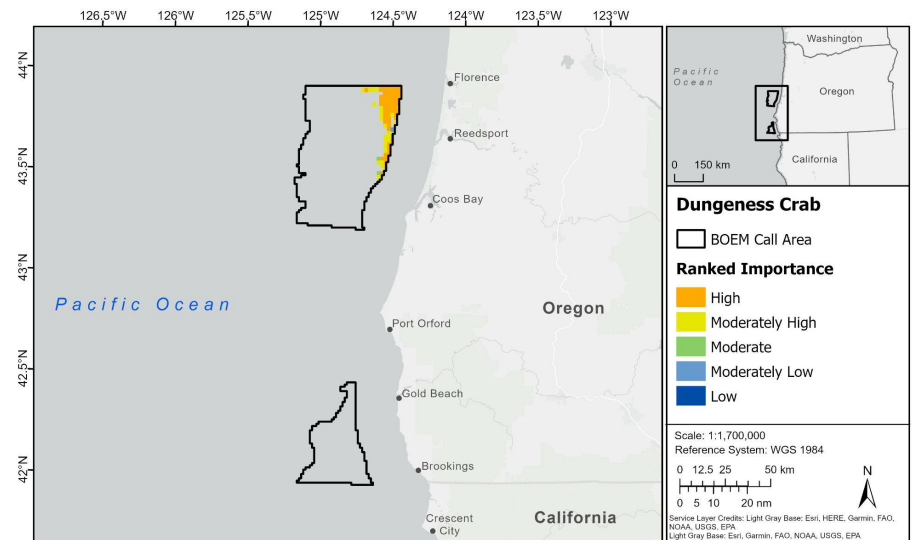 126.5°W 126°W 125.5°W 125°W 124.5°W 124°W 123.5°W 123°W
44°N
43.5°N
43°N
42.5°N
42°N
Florence
Reedsport
Coos Bay
Pacific Ocean
Oregon
Port Orford
Gold Beach
Brookings
Crescent
City
California
Washington
Pacific
Ocean
Oregon
California
0 150 km
Dungeness Crab
BOEM Call Area
Ranked Importance
High
Moderately High
Moderate
Moderately Low
Low
Scale: 1:1,700,000
Reference System: WGS 1984
0 12.5 25 50 km
0 5 10 20 nm
N
Service Layer Credits: Light Gray Base: Esri, HERE, Garmin, FAO,
NOAA, USGS, EPA
Light Gray Base: Esri, Garmin, FAO, NOAA, USGS, EPA